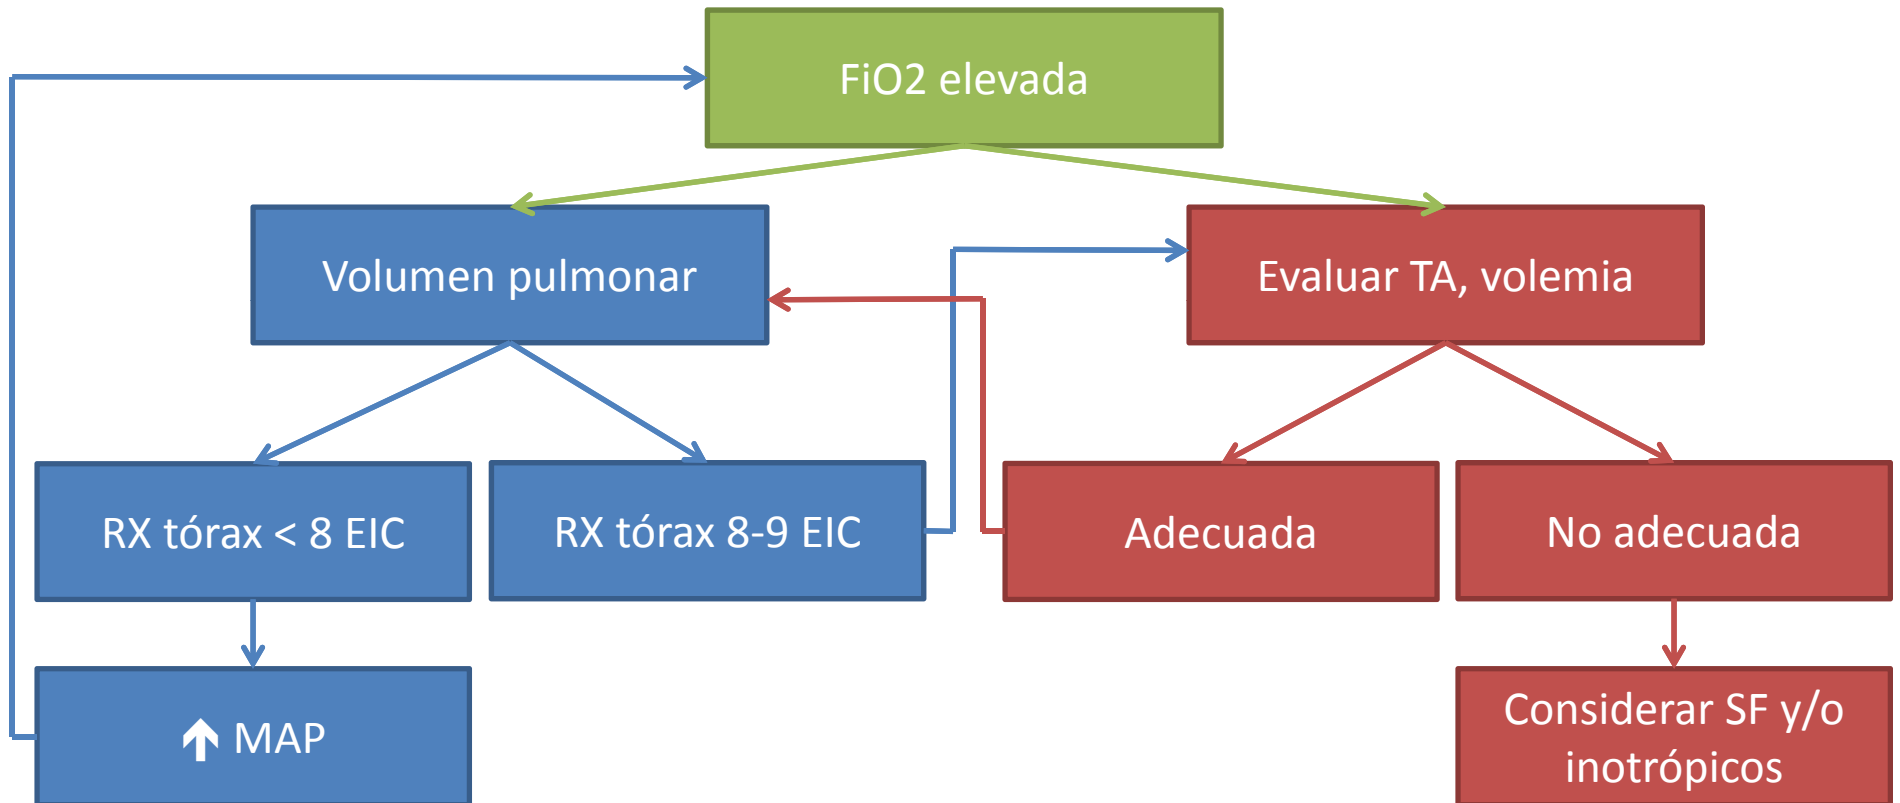 FiO2 elevada
Volumen pulmonar
Evaluar TA, volemia
RX tórax < 8 EIC
RX tórax 8-9 EIC
Adecuada
No adecuada
🡅 MAP
Considerar SF y/o
inotrópicos